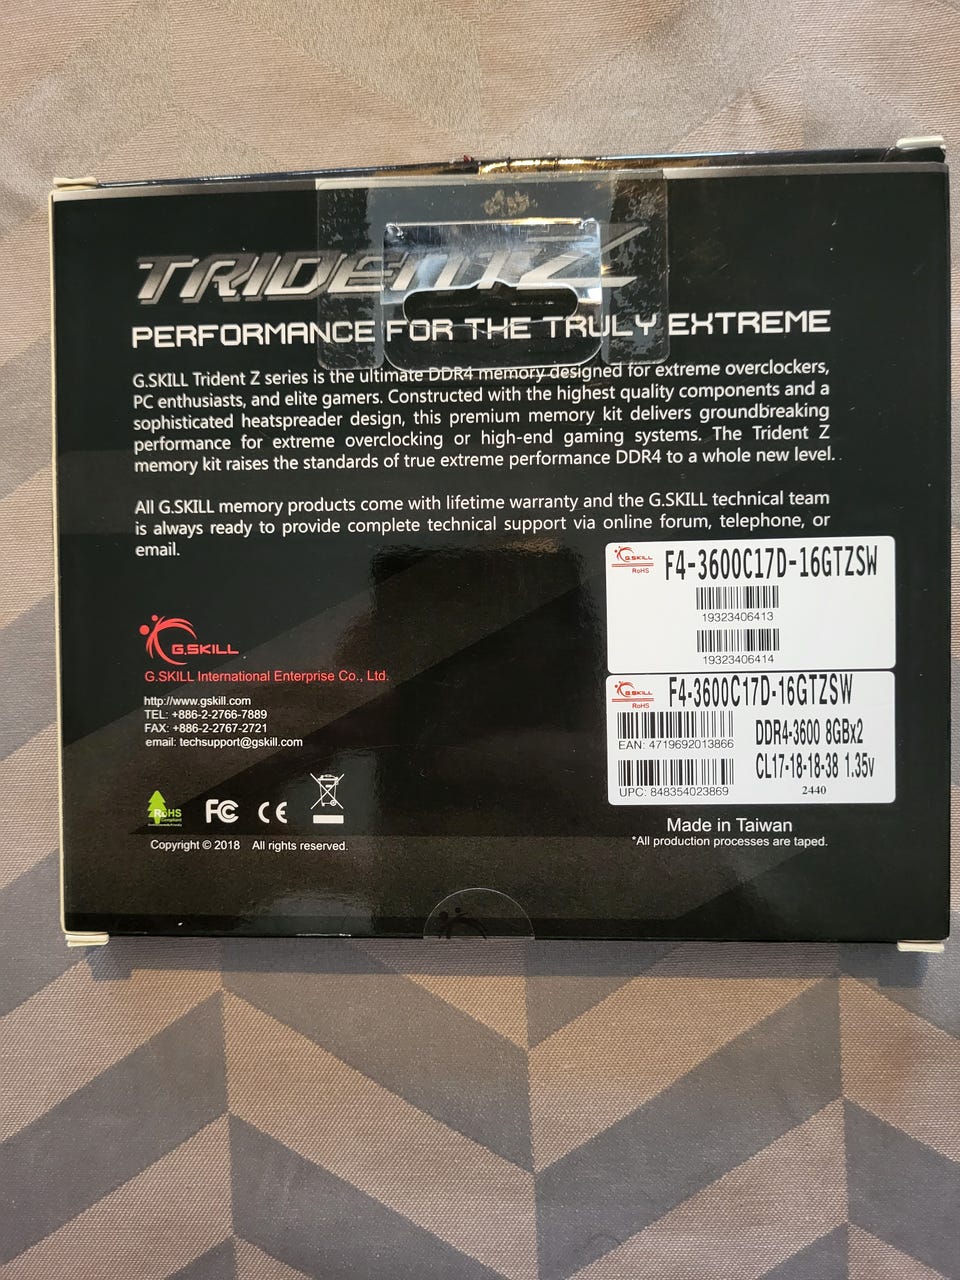 TRIDENT Z
PERFORMANCE FOR THE TRULY EXTREME
G.SKILL Trident Z series is the ultimate DDR4 memory designed for extreme overclockers,
PC enthusiasts, and elite gamers. Constructed with the highest quality components and a
sophisticated heatspreader design, this premium memory kit delivers groundbreaking
performance for extreme overclocking or high-end gaming systems. The Trident Z
memory kit raises the standards of true extreme performance DDR4 to a whole new level.
All G.SKILL memory products come with lifetime warranty and the G.SKILL technical team
is always ready to provide complete technical support via online forum, telephone, or
email.
G.SKILL
RoHS
F4-3600C17D-16GTZSW
19323406413
19323406414
G.SKILL
RoHS
F4-3600C17D-16GTZSW
DDR4-3600 8GBx2
EAN: 4719692013866
CL17-18-18-38 1.35v
UPC: 848354023869
2440
G.SKILL
G.SKILL International Enterprise Co., Ltd.
http://www.gskill.com
TEL: +886-2-2766-7889
FAX: +886-2-2767-2721
email: techsupport@gskill.com
RoHS
Compliant
FC CE
Copyright © 2018 All rights reserved.
Made in Taiwan
*All production processes are taped.